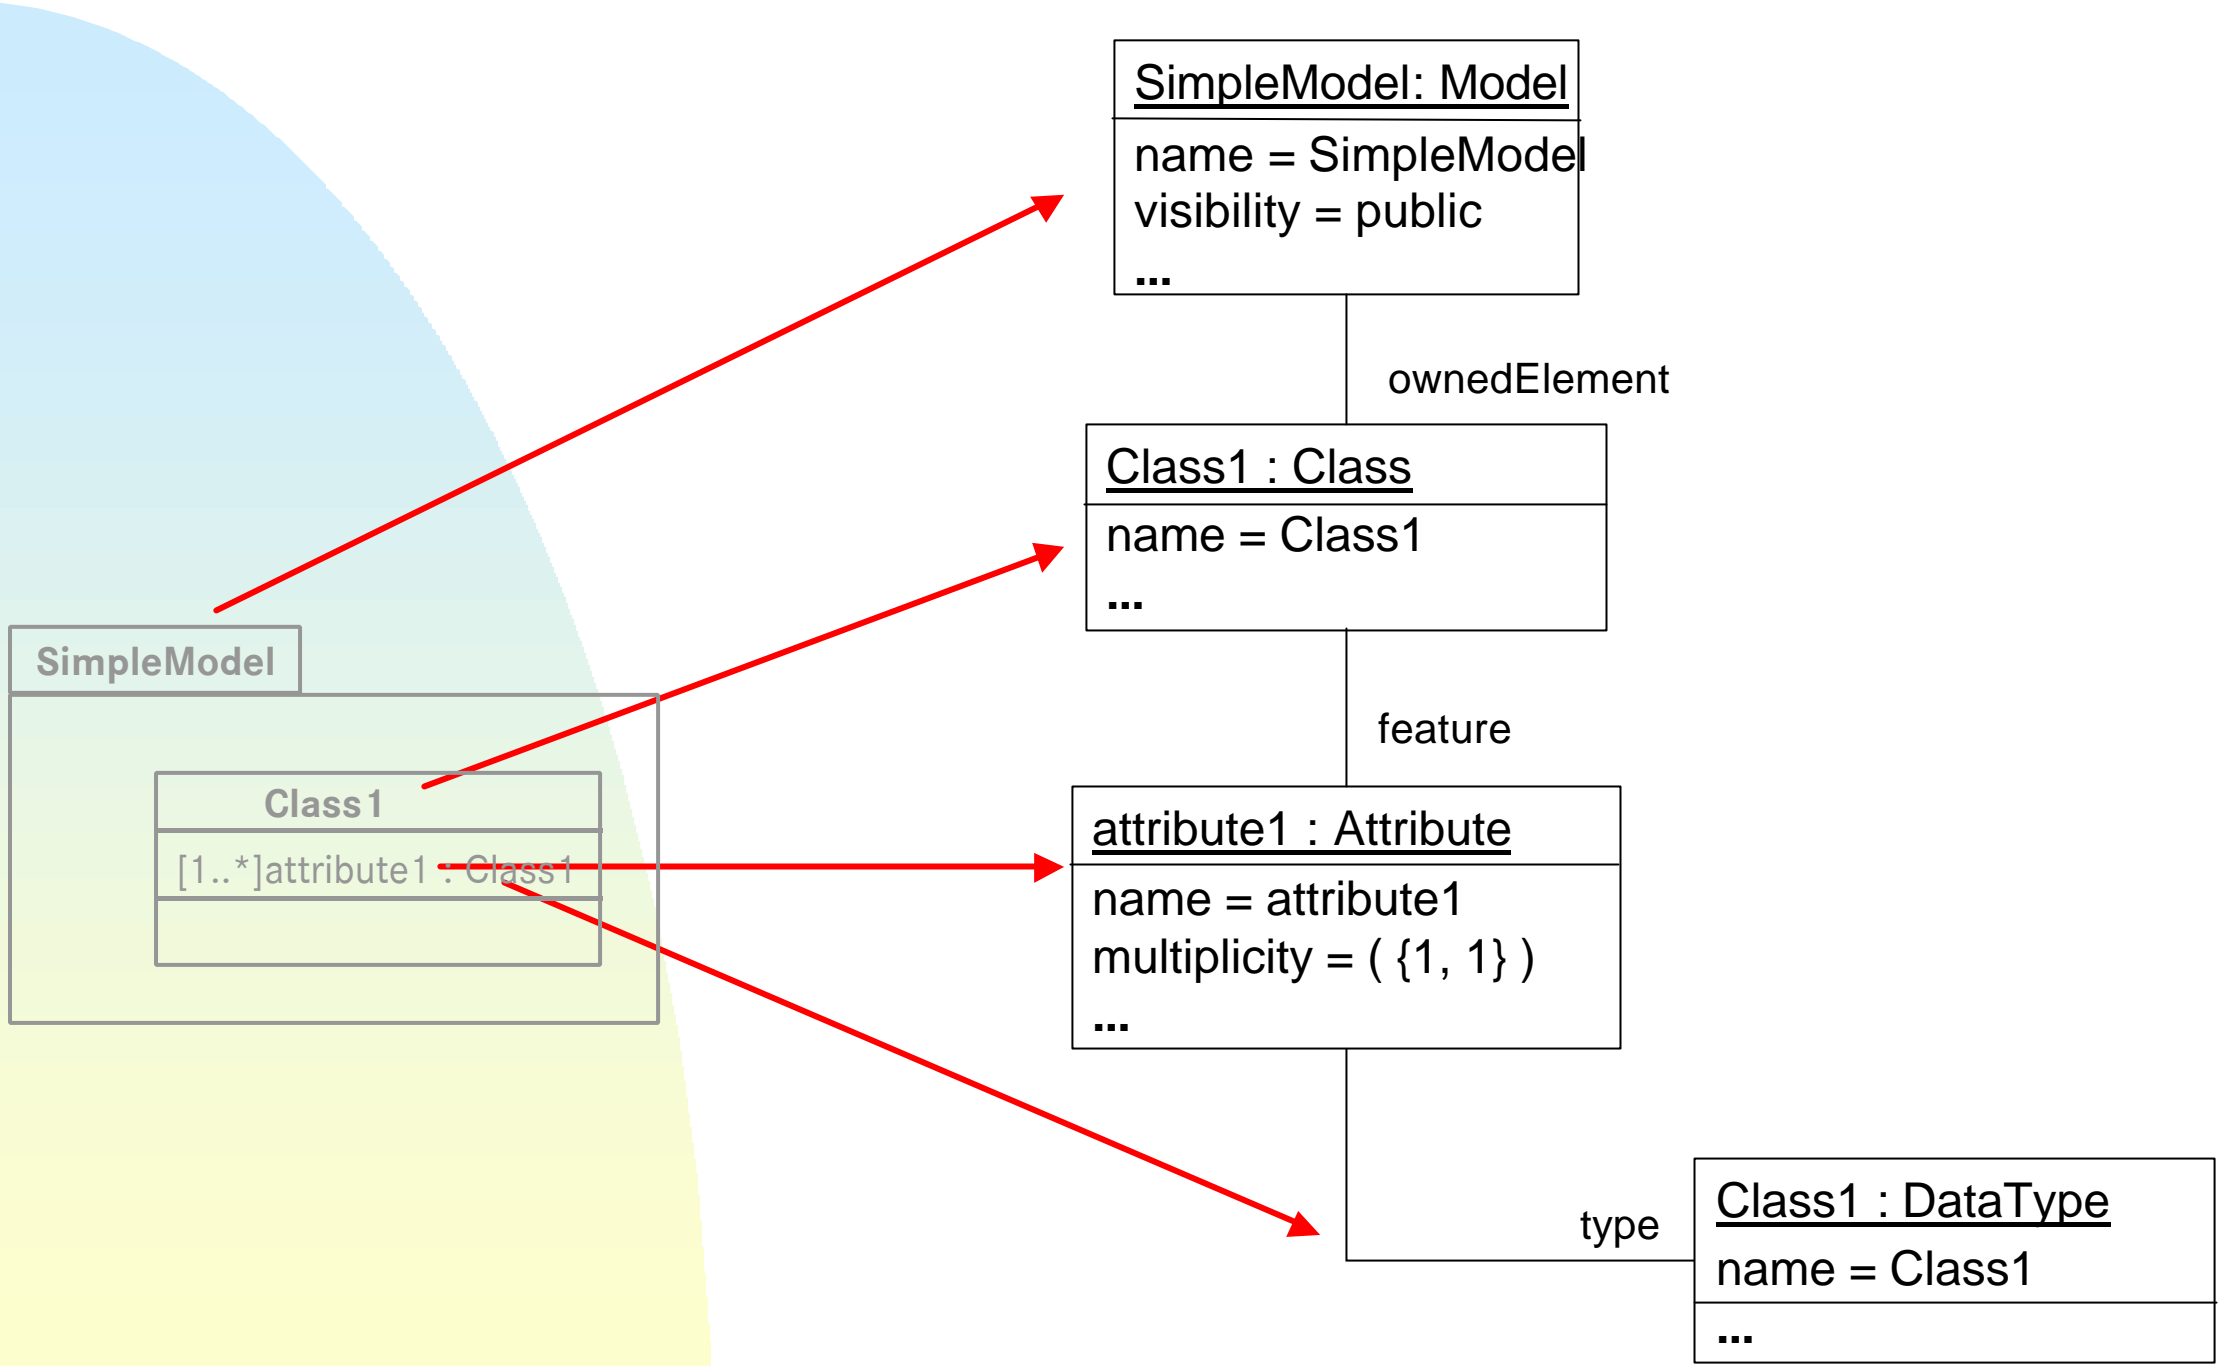 SimpleModel: Model
name = SimpleModel
visibility = public
...
ownedElement
Class1 : Class
name = Class1
...
SimpleModel
feature
Class1
[1..*]attribute1 : Class1
attribute1 : Attribute
name = attribute1
multiplicity = ( {1, 1} )
...
type
Class1 : DataType
name = Class1
...